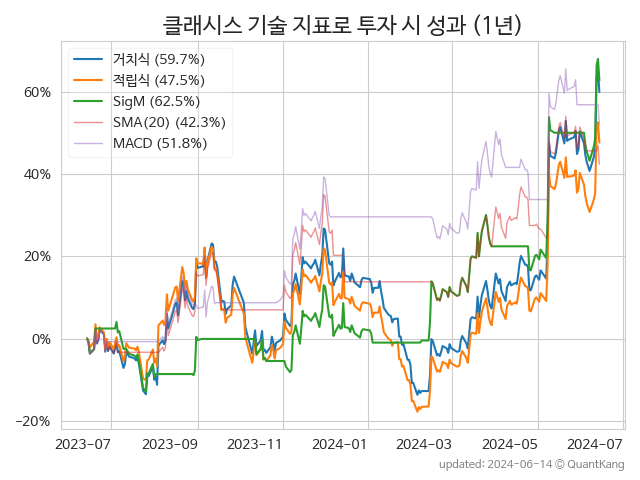 클래시스 기술 지표로 투자 시 성과 (1년)
거치식 (59.7%)
적립식 (47.5%)
SigM (62.5%)
SMA(20) (42.3%)
MACD (51.8%)
60%
40%
20%
0%
−20%
2023-07 2023-09 2023-11 2024-01 2024-03 2024-05 2024-07
updated: 2024-06-14 © QuantKang